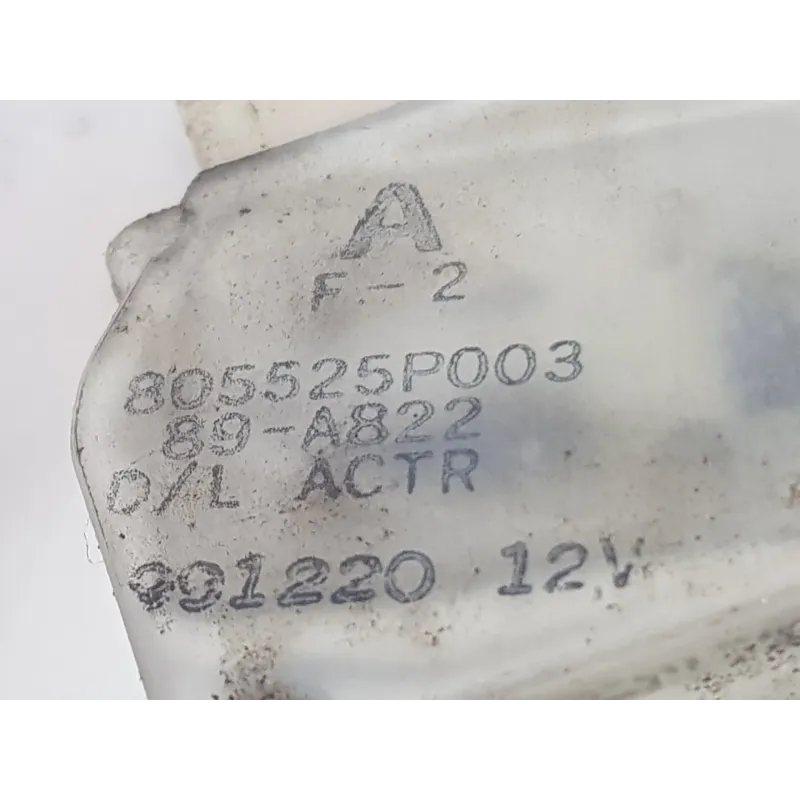 A
F-2
805525P003
89-A822
D/L ACTR
991220 12V